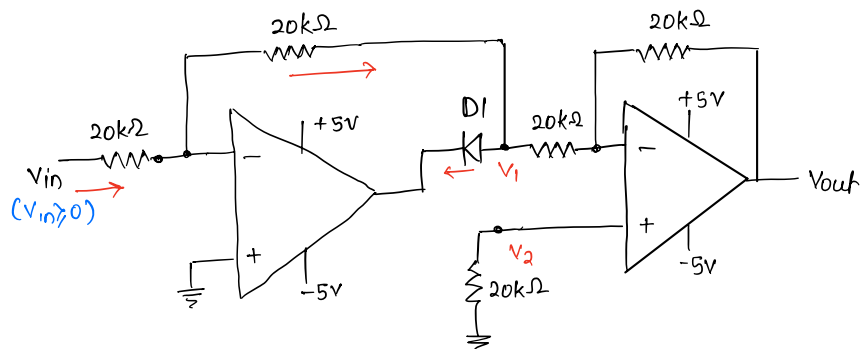 20kΩ
20kΩ
+5V
D1
+5V
20kΩ
20kΩ
-
-
Vin
(Vin≥0)
V1
Vout
+
+
V2
-5V
20kΩ
-5V